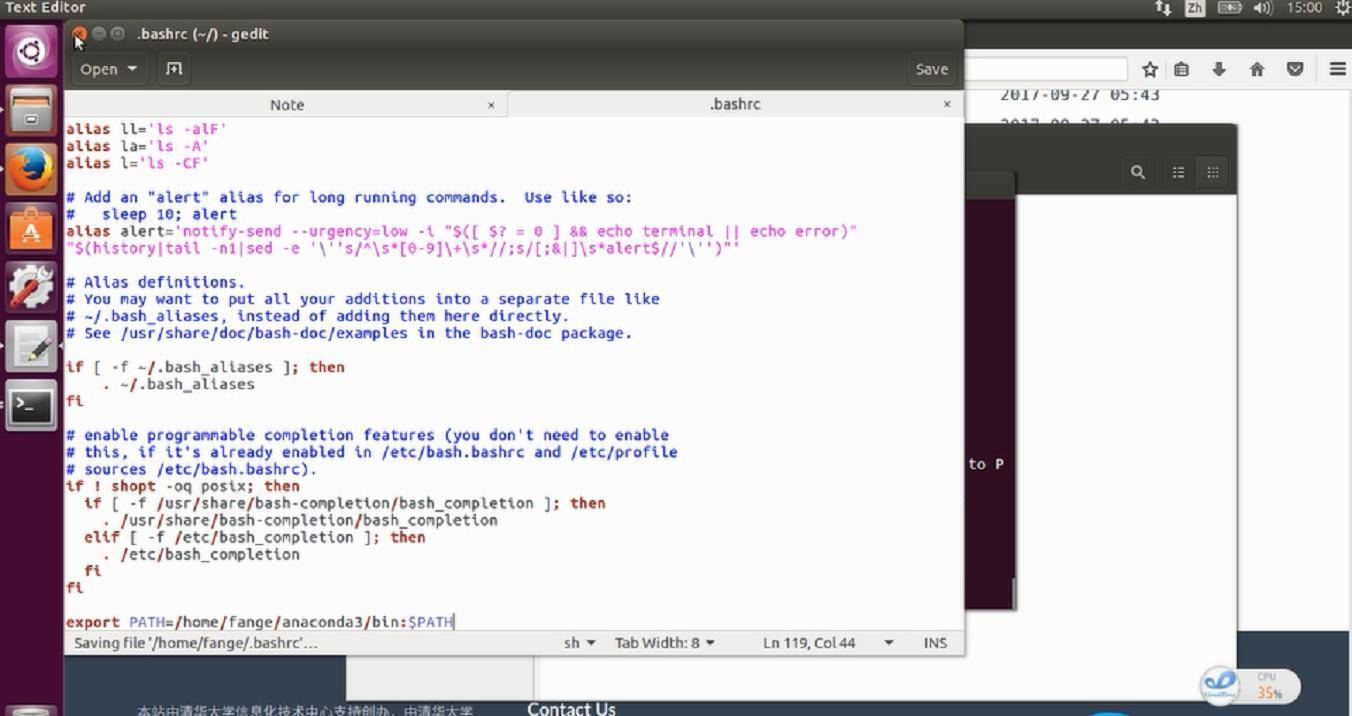 Text Editor
Zh
15:00
.bashrc (~/) - gedit
Open
Save
Note
.bashrc
2017-09-27 05:43
2017-09-27 05:43
alias ll='ls -alF'
alias la='ls -A'
alias l='ls -CF'
# Add an "alert" alias for long running commands.  Use like so:
#   sleep 10; alert
alias alert='notify-send --urgency=low -i "$([ $? = 0 ] && echo terminal || echo error)"
"$(history|tail -n1|sed -e '\''s/^\s*[0-9]\+\s*//;s/[;&|]\s*alert$//'\'')"'
# Alias definitions.
# You may want to put all your additions into a separate file like
# ~/.bash_aliases, instead of adding them here directly.
# See /usr/share/doc/bash-doc/examples in the bash-doc package.
if [ -f ~/.bash_aliases ]; then
    . ~/.bash_aliases
fi
# enable programmable completion features (you don't need to enable
# this, if it's already enabled in /etc/bash.bashrc and /etc/profile
# sources /etc/bash.bashrc).
if ! shopt -oq posix; then
  if [ -f /usr/share/bash-completion/bash_completion ]; then
    . /usr/share/bash-completion/bash_completion
  elif [ -f /etc/bash_completion ]; then
    . /etc/bash_completion
  fi
fi
export PATH=/home/fange/anaconda3/bin:$PATH
to P
Saving file '/home/fange/.bashrc'...
sh
Tab Width: 8
Ln 119, Col 44
INS
CPU
35%
本站由清华大学信息化技术中心支持创办，由清华大学
Contact Us